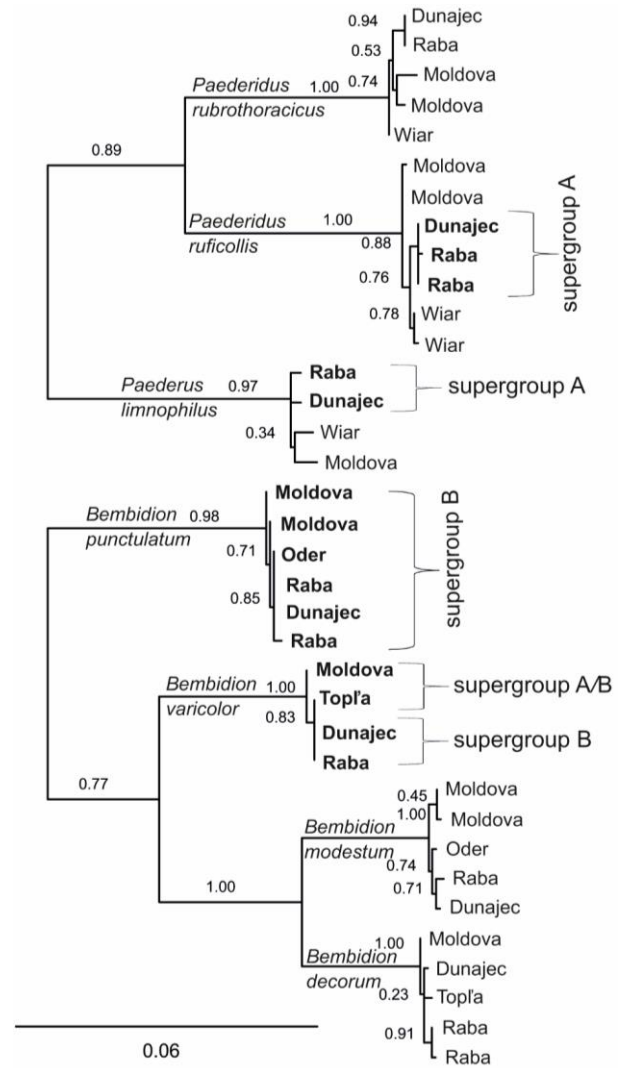 0.94
Dunajec
0.53
Raba
0.74
Moldova
Paederidus 1.00
rubrothoracicus
Moldova
Wiar
0.89
Moldova
Moldova
Paederidus 1.00
ruficollis
0.88
Dunajec
Raba
0.76
Raba
supergroup A
0.78
Wiar
Wiar
Paederus 0.97
limnophilus
Raba
Dunajec
supergroup A
0.34
Wiar
Moldova
Bembidion 0.98
punctulatum
Moldova
Moldova
0.71
Oder
Raba
0.85
Dunajec
Raba
supergroup B
Bembidion 1.00
varicolor
Moldova
Topľa
supergroup A/B
0.83
Dunajec
Raba
supergroup B
0.77
0.45
Moldova
1.00
Moldova
Bembidion
modestum
Oder
0.74
Raba
0.71
Dunajec
1.00
1.00
Moldova
Bembidion
decorum
Dunajec
0.23
Topľa
Raba
0.91
Raba
0.06